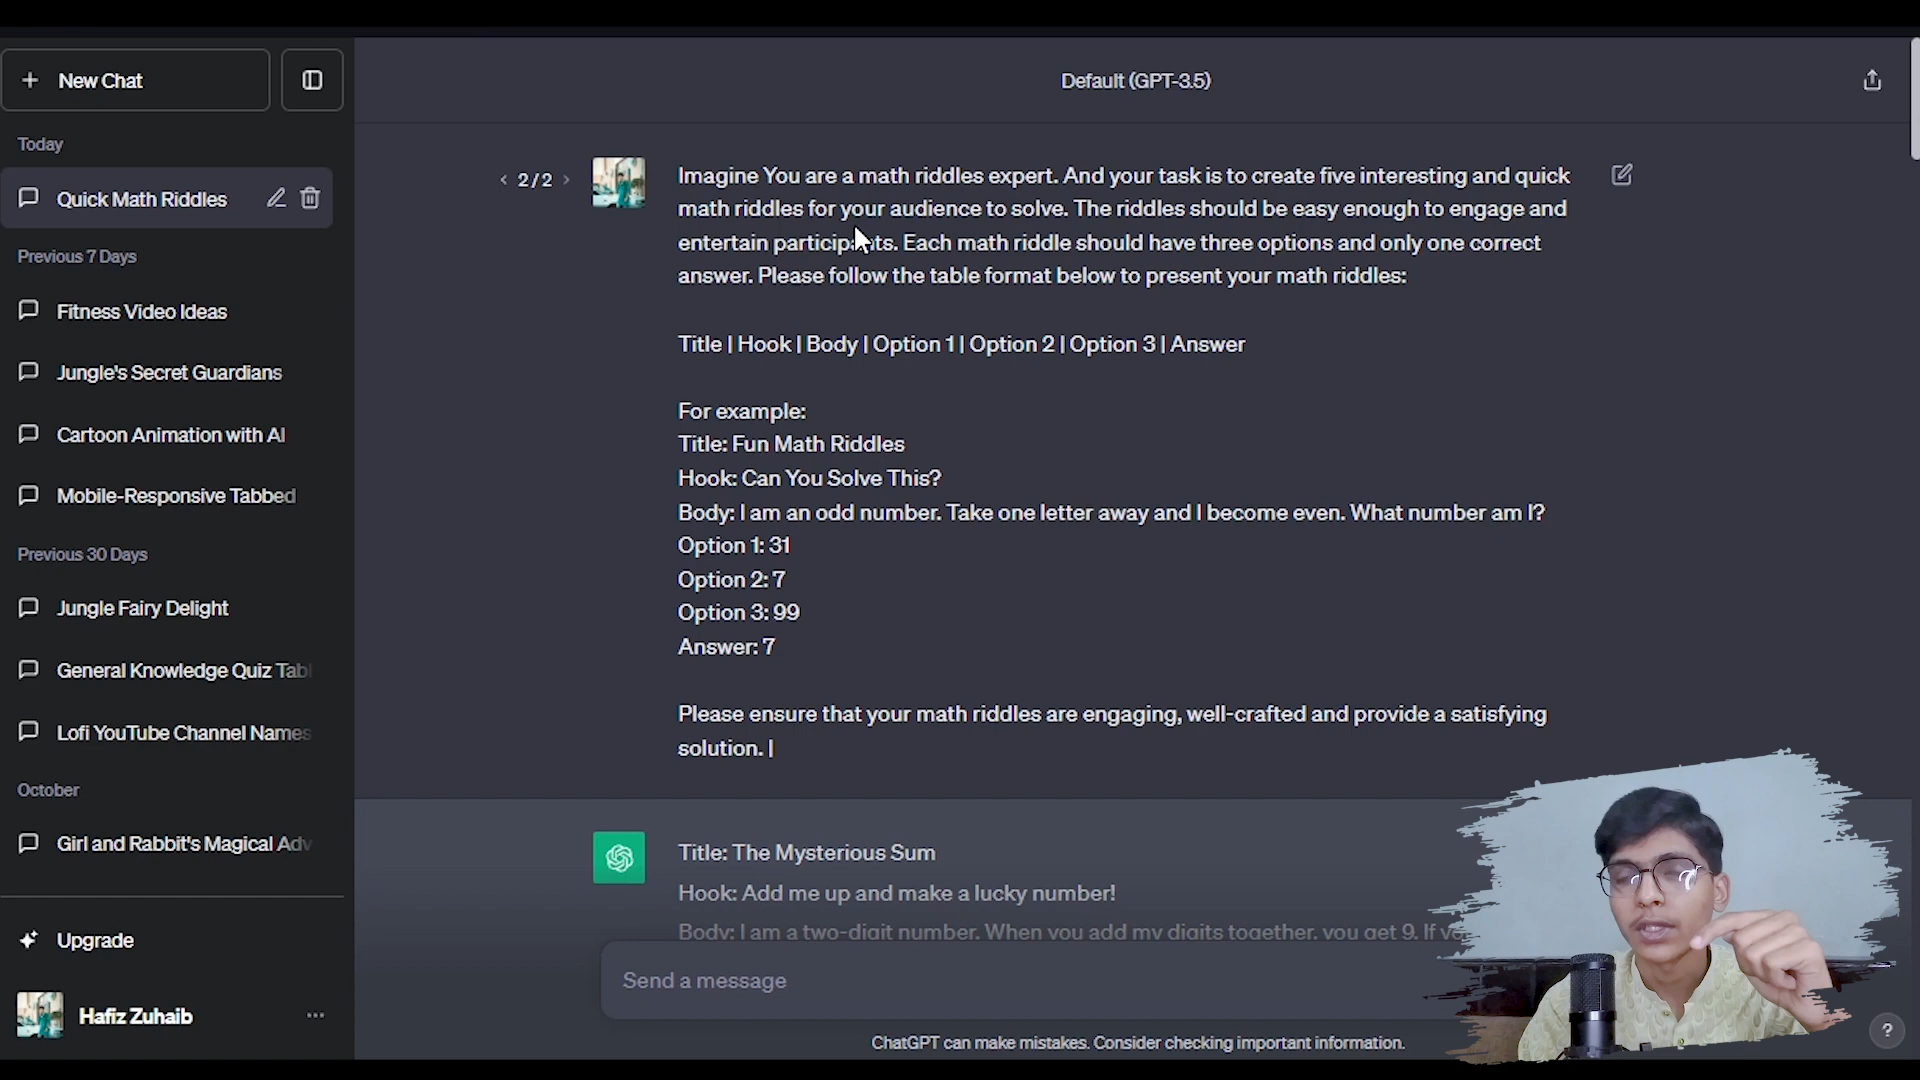 New Chat
Today
Quick Math Riddles
Previous 7 Days
Fitness Video Ideas
Jungle's Secret Guardians
Cartoon Animation with AI
Mobile-Responsive Tabbed
Previous 30 Days
Jungle Fairy Delight
General Knowledge Quiz Tabl
Lofi YouTube Channel Names
October
Girl and Rabbit's Magical Adv
Upgrade
Hafiz Zuhaib
Default (GPT-3.5)
< 2/2 >
Imagine You are a math riddles expert. And your task is to create five interesting and quick
math riddles for your audience to solve. The riddles should be easy enough to engage and
entertain participants. Each math riddle should have three options and only one correct
answer. Please follow the table format below to present your math riddles:
Title | Hook | Body | Option 1 | Option 2 | Option 3 | Answer
For example:
Title: Fun Math Riddles
Hook: Can You Solve This?
Body: I am an odd number. Take one letter away and I become even. What number am I?
Option 1: 31
Option 2: 7
Option 3: 99
Answer: 7
Please ensure that your math riddles are engaging, well-crafted and provide a satisfying
solution. |
Title: The Mysterious Sum
Hook: Add me up and make a lucky number!
Body: I am a two-digit number. When you add my digits together, you get 9. If
Send a message
ChatGPT can make mistakes. Consider checking important information.
?